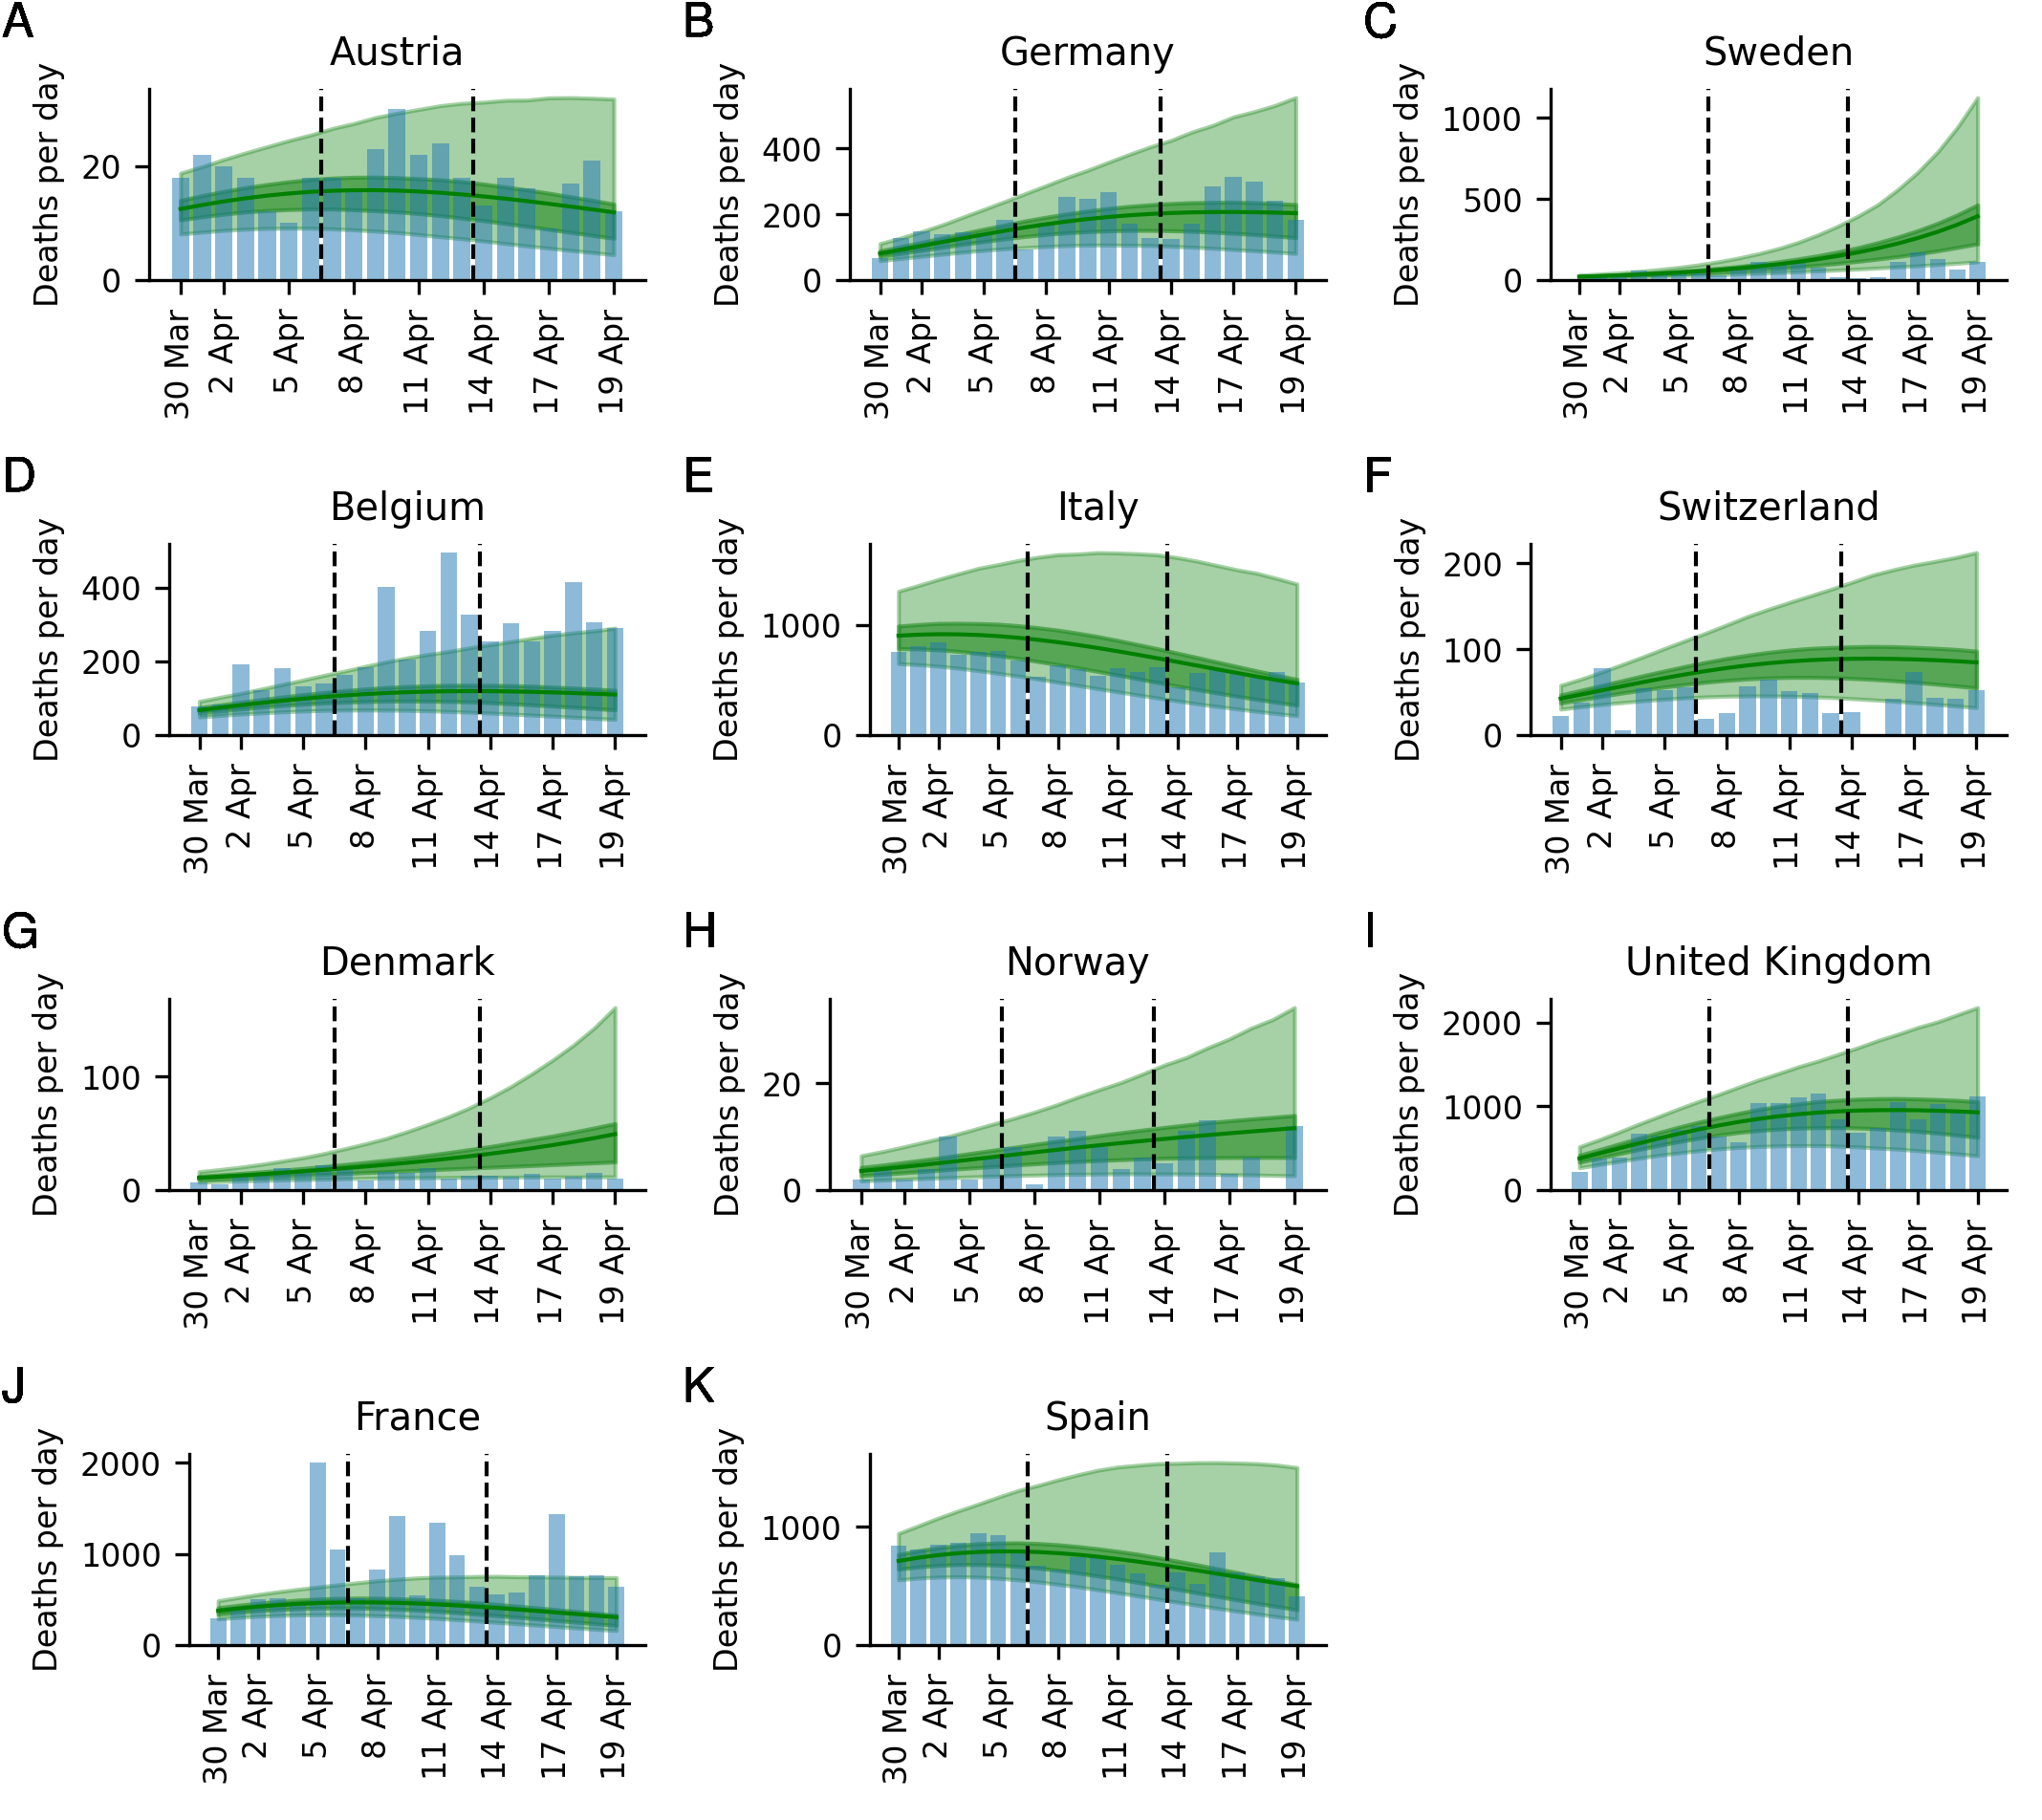 A
Austria
Deaths per day
20
0
30 Mar
2 Apr
5 Apr
8 Apr
11 Apr
14 Apr
17 Apr
19 Apr
B
Germany
Deaths per day
400
200
0
30 Mar
2 Apr
5 Apr
8 Apr
11 Apr
14 Apr
17 Apr
19 Apr
C
Sweden
Deaths per day
1000
500
0
30 Mar
2 Apr
5 Apr
8 Apr
11 Apr
14 Apr
17 Apr
19 Apr
D
Belgium
Deaths per day
400
200
0
30 Mar
2 Apr
5 Apr
8 Apr
11 Apr
14 Apr
17 Apr
19 Apr
E
Italy
Deaths per day
1000
0
30 Mar
2 Apr
5 Apr
8 Apr
11 Apr
14 Apr
17 Apr
19 Apr
F
Switzerland
Deaths per day
200
100
0
30 Mar
2 Apr
5 Apr
8 Apr
11 Apr
14 Apr
17 Apr
19 Apr
G
Denmark
Deaths per day
100
0
30 Mar
2 Apr
5 Apr
8 Apr
11 Apr
14 Apr
17 Apr
19 Apr
H
Norway
Deaths per day
20
0
30 Mar
2 Apr
5 Apr
8 Apr
11 Apr
14 Apr
17 Apr
19 Apr
I
United Kingdom
Deaths per day
2000
1000
0
30 Mar
2 Apr
5 Apr
8 Apr
11 Apr
14 Apr
17 Apr
19 Apr
J
France
Deaths per day
2000
1000
0
30 Mar
2 Apr
5 Apr
8 Apr
11 Apr
14 Apr
17 Apr
19 Apr
K
Spain
Deaths per day
1000
0
30 Mar
2 Apr
5 Apr
8 Apr
11 Apr
14 Apr
17 Apr
19 Apr